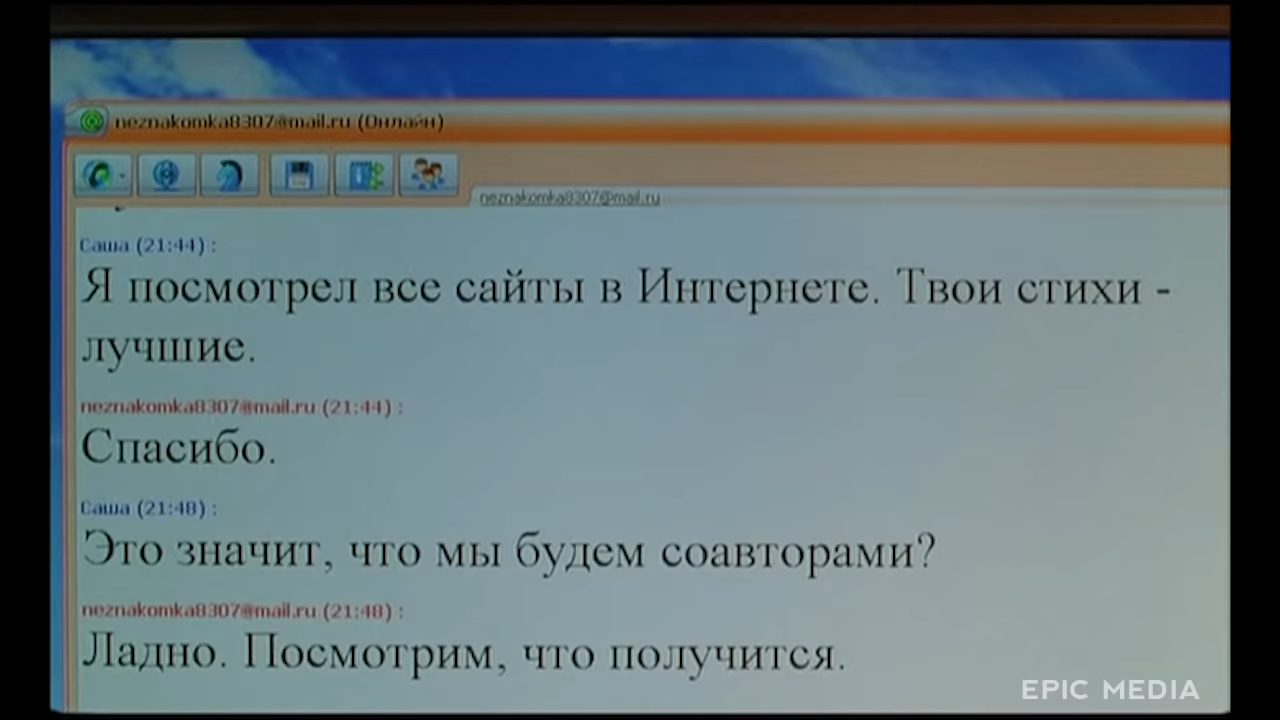 neznakomka8307@mail.ru (Онлайн)
neznakomka8307@mail.ru
Саша (21:44) :
Я посмотрел все сайты в Интернете. Твои стихи -
лучшие.
neznakomka8307@mail.ru (21:44) :
Спасибо.
Саша (21:48) :
Это значит, что мы будем соавторами?
neznakomka8307@mail.ru (21:48) :
Ладно. Посмотрим, что получится.
EPIC MEDIA